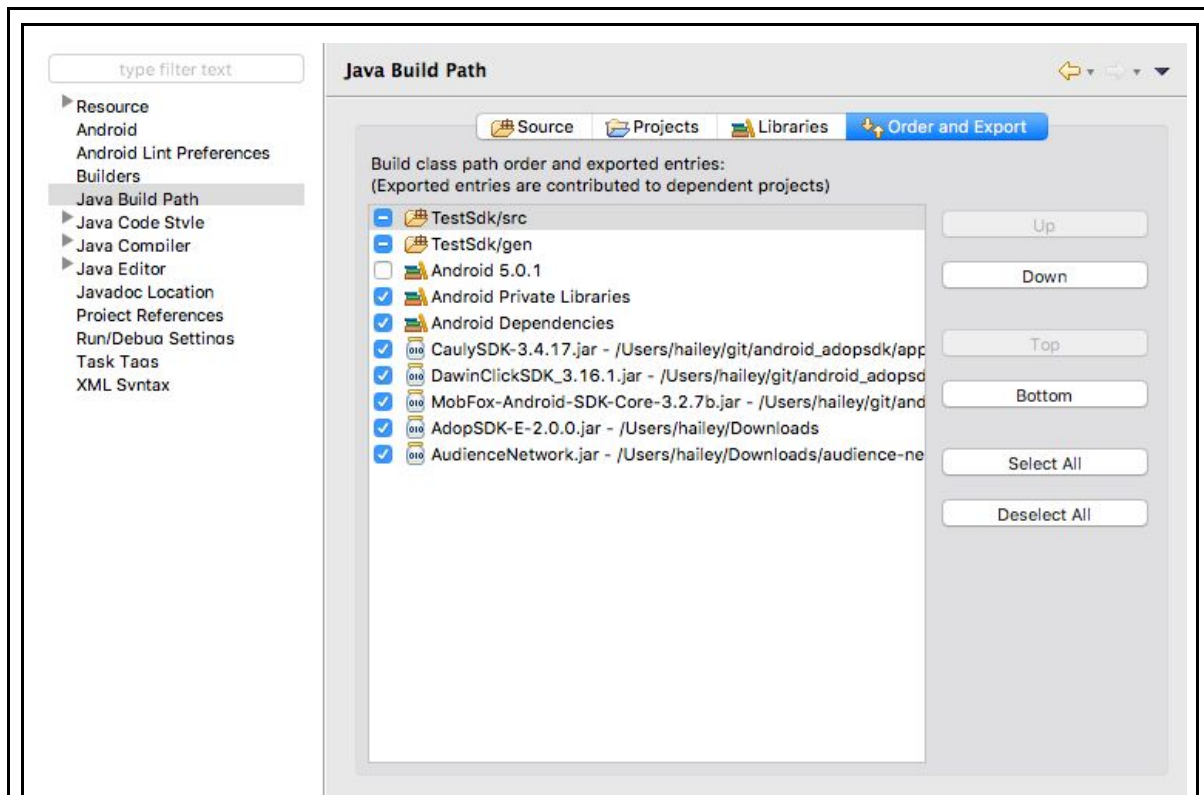 type filter text
Resource
Android
Android Lint Preferences
Builders
Java Build Path
Java Code Style
Java Compiler
Java Editor
Javadoc Location
Project References
Run/Debug Settings
Task Tags
XML Syntax
Java Build Path
Source Projects Libraries Order and Export
Build class path order and exported entries:
(Exported entries are contributed to dependent projects)
TestSdk/src
TestSdk/gen
Android 5.0.1
Android Private Libraries
Android Dependencies
CaulySDK-3.4.17.jar - /Users/hailey/git/android_adopsdk/app
DawinClickSDK_3.16.1.jar - /Users/hailey/git/android_adopsd
MobFox-Android-SDK-Core-3.2.7b.jar - /Users/hailey/git/and
AdopSDK-E-2.0.0.jar - /Users/hailey/Downloads
AudienceNetwork.jar - /Users/hailey/Downloads/audience-ne
Up
Down
Top
Bottom
Select All
Deselect All